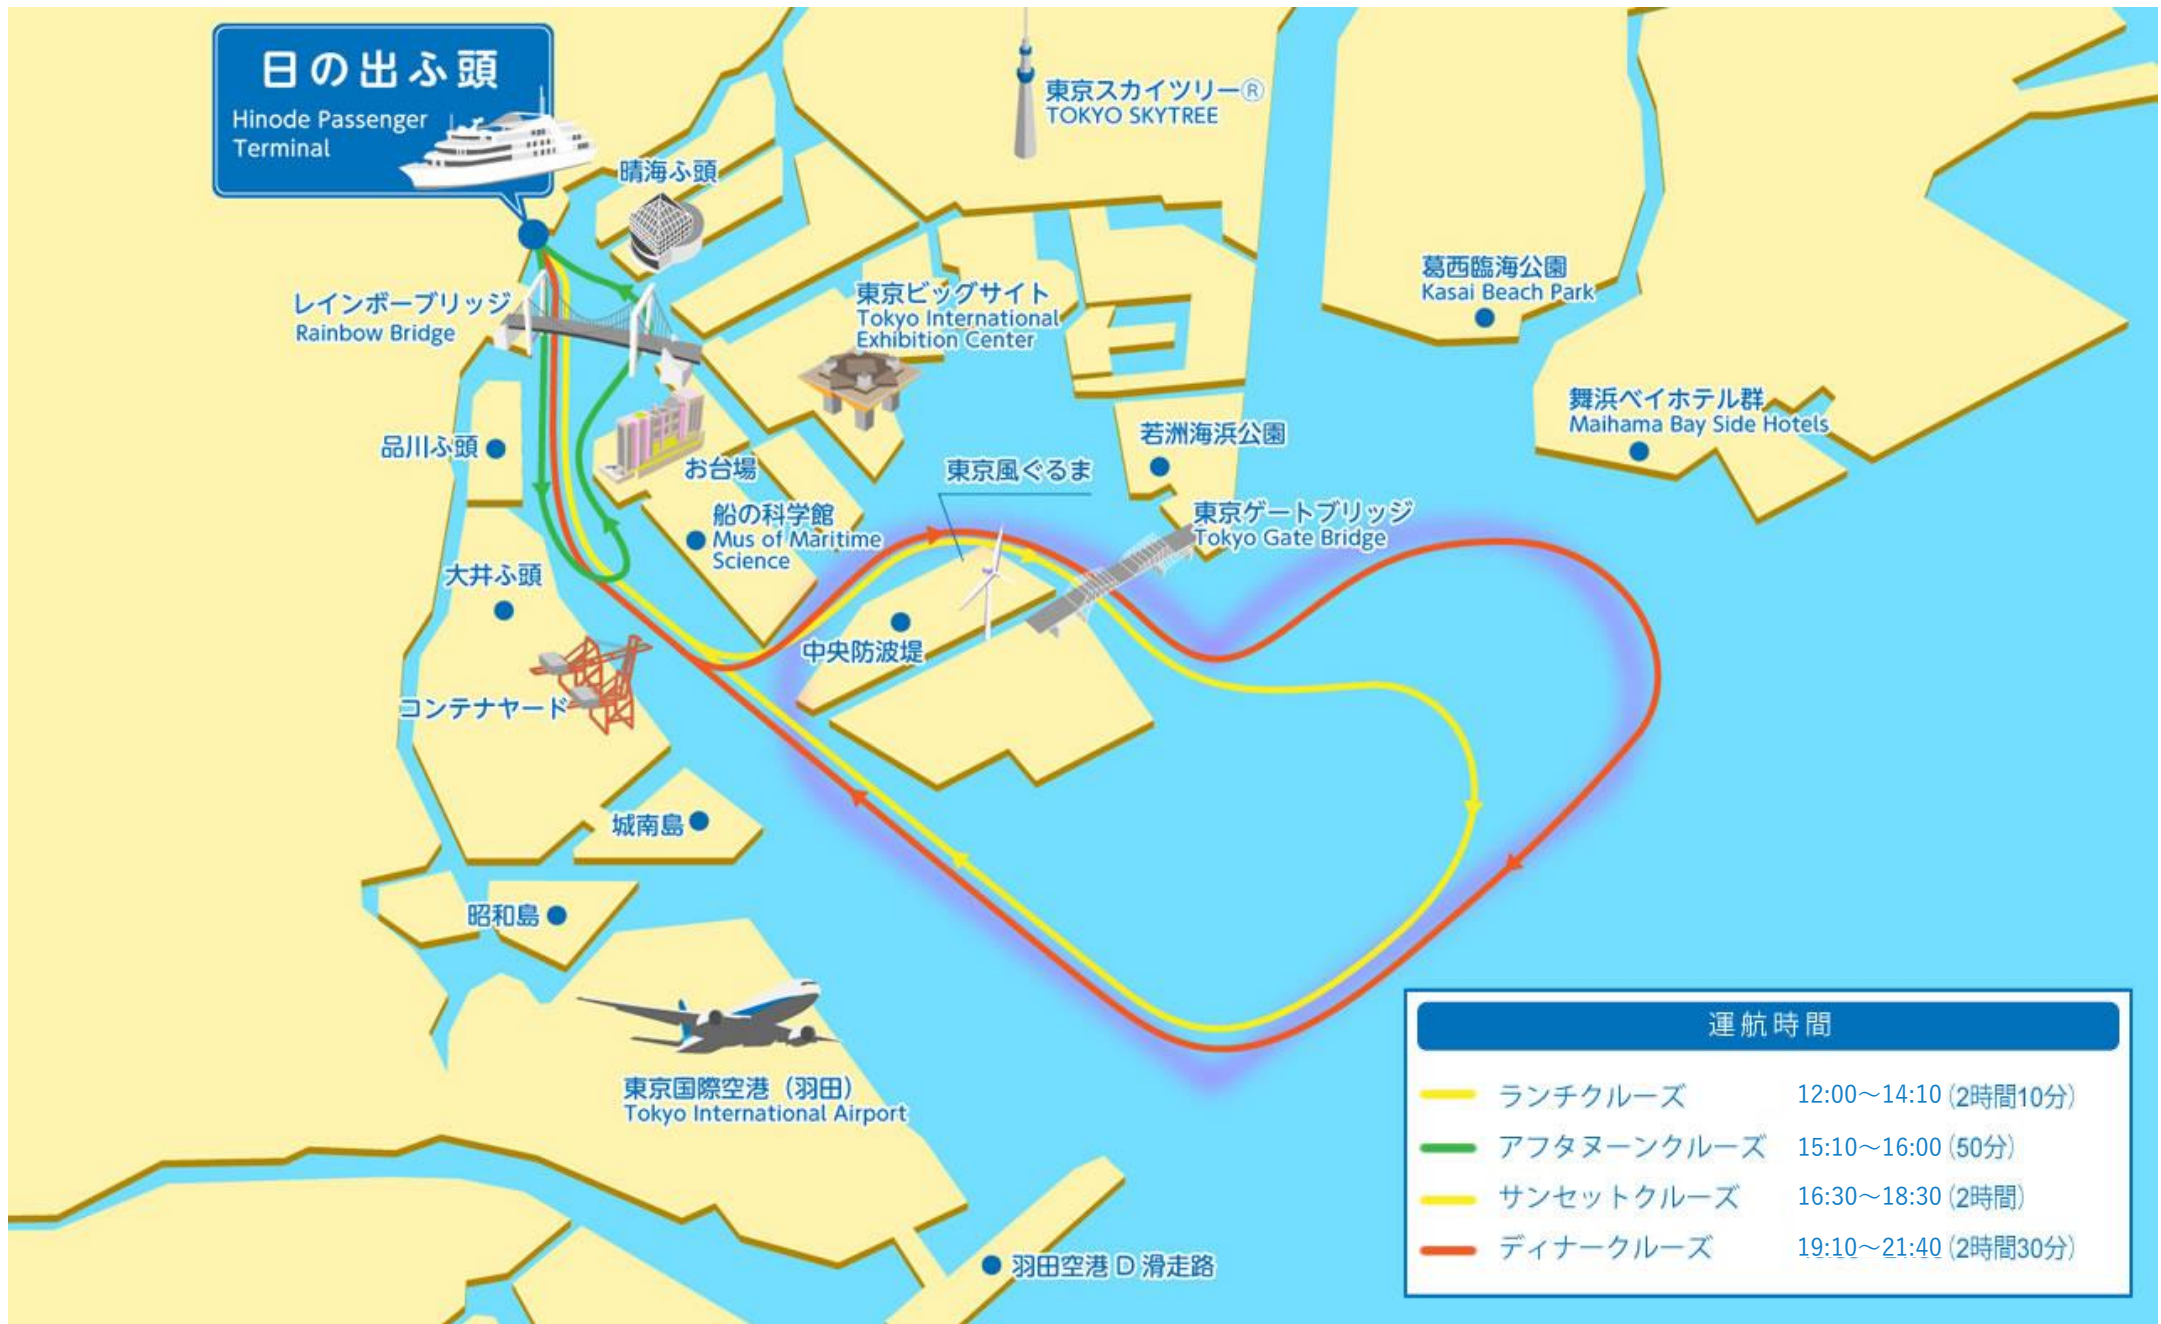 日の出ふ頭
Hinode Passenger
Terminal
東京スカイツリー®
TOKYO SKYTREE
晴海ふ頭
レインボーブリッジ
Rainbow Bridge
東京ビッグサイト
Tokyo International
Exhibition Center
葛西臨海公園
Kasai Beach Park
舞浜ベイホテル群
Maihama Bay Side Hotels
品川ふ頭
お台場
若洲海浜公園
東京風ぐるま
船の科学館
Mus of Maritime
Science
東京ゲートブリッジ
Tokyo Gate Bridge
大井ふ頭
中央防波堤
コンテナヤード
城南島
昭和島
東京国際空港（羽田）
Tokyo International Airport
羽田空港 D 滑走路
運航時間
ランチクルーズ 12:00～14:10 (2時間10分)
アフタヌーンクルーズ 15:10～16:00 (50分)
サンセットクルーズ 16:30～18:30 (2時間)
ディナークルーズ 19:10～21:40 (2時間30分)